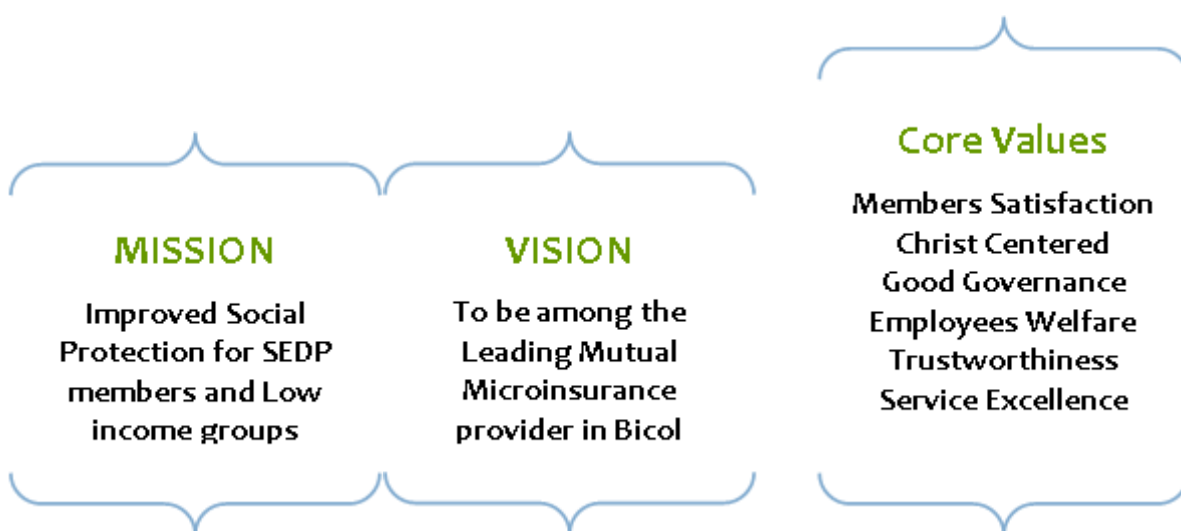 MISSION
Improved Social
Protection for SEDP
members and Low
income groups
VISION
To be among the
Leading Mutual
Microinsurance
provider in Bicol
Core Values
Members Satisfaction
Christ Centered
Good Governance
Employees Welfare
Trustworthiness
Service Excellence